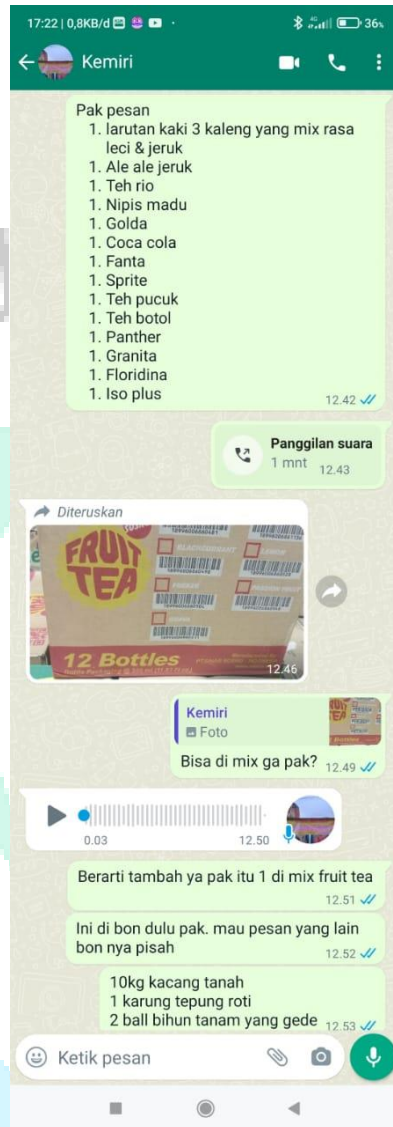 17:22 | 0,8KB/d
4G
36%
Kemiri
Pak pesan
1. larutan kaki 3 kaleng yang mix rasa
leci & jeruk
1. Ale ale jeruk
1. Teh rio
1. Nipis madu
1. Golda
1. Coca cola
1. Fanta
1. Sprite
1. Teh pucuk
1. Teh botol
1. Panther
1. Granita
1. Floridina
1. Iso plus
12.42
Panggilan suara
1 mnt 12.43
Diteruskan
FRUIT
TEA
12 Bottles
12.46
Kemiri
Foto
Bisa di mix ga pak? 12.49
0.03 12.50
Berarti tambah ya pak itu 1 di mix fruit tea
12.51
Ini di bon dulu pak. mau pesan yang lain
bon nya pisah 12.52
10kg kacang tanah
1 karung tepung roti
2 ball bihun tanam yang gede 12.53
Ketik pesan